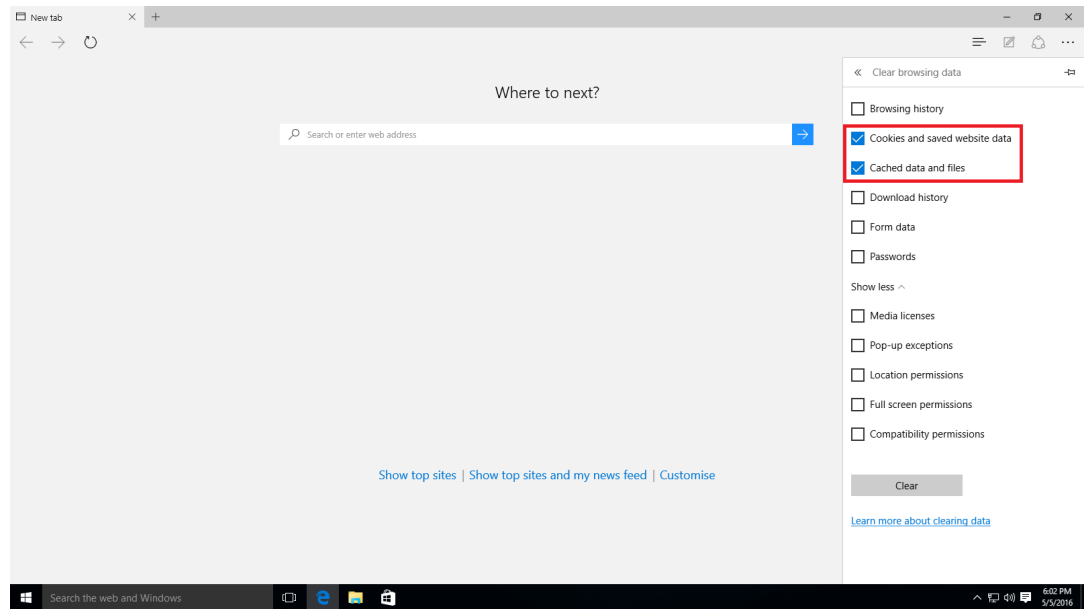 New tab
Where to next?
Search or enter web address
Show top sites | Show top sites and my news feed | Customise
Clear browsing data
Browsing history
Cookies and saved website data
Cached data and files
Download history
Form data
Passwords
Show less
Media licenses
Pop-up exceptions
Location permissions
Full screen permissions
Compatibility permissions
Clear
Learn more about clearing data
Search the web and Windows
6:02 PM
5/5/2016